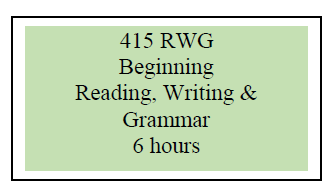 415 RWG
Beginning
Reading, Writing &
Grammar
6 hours